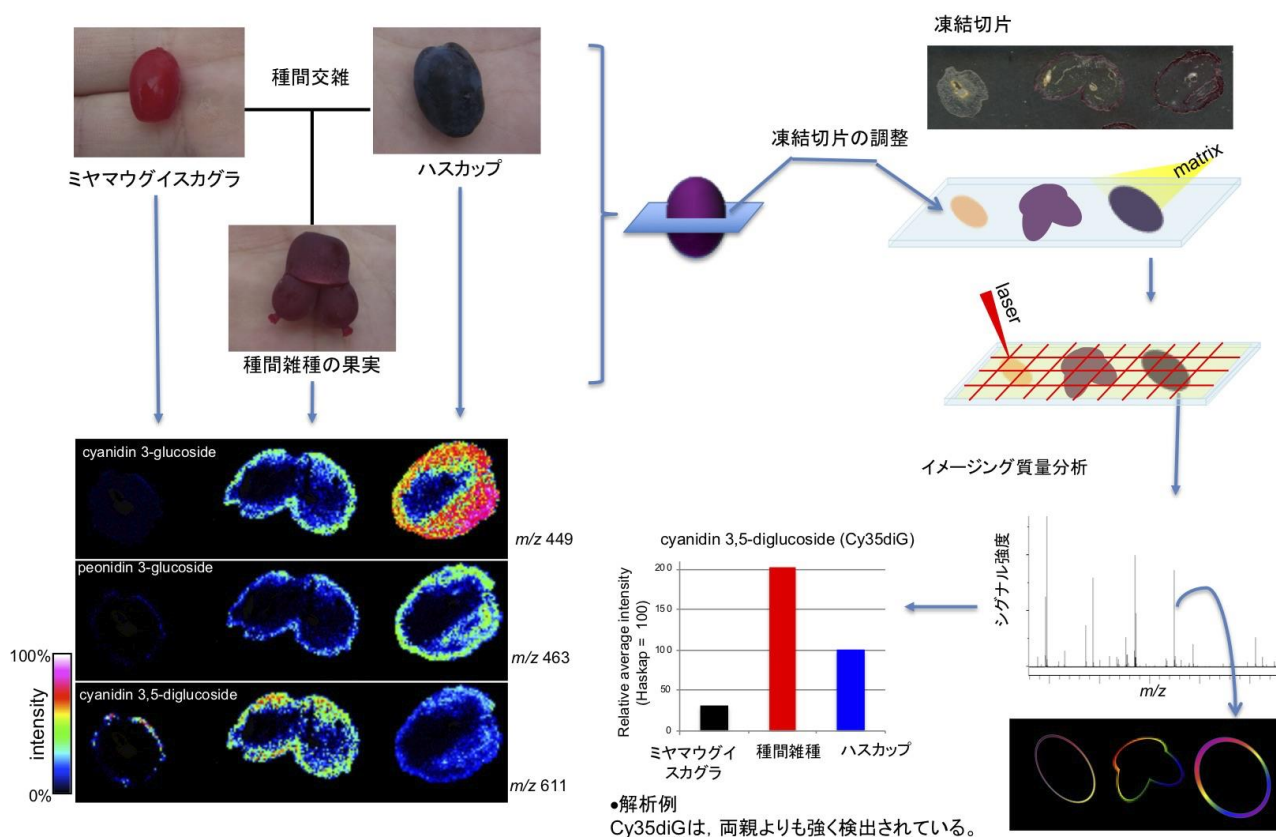 種間交雑
ミヤマウグイスカグラ
ハスカップ
種間雑種の果実
凍結切片の調整
凍結切片
matrix
laser
イメージング質量分析
cyanidin 3-glucoside
m/z 449
peonidin 3-glucoside
m/z 463
cyanidin 3,5-diglucoside
m/z 611
100%
intensity
0%
cyanidin 3,5-diglucoside (Cy35diG)
Relative average intensity
(Haskap = 100)
200
150
100
50
0
ミヤマウグイ
スカグラ
種間雑種
ハスカップ
シグナル強度
m/z
●解析例
Cy35diGは，両親よりも強く検出されている。